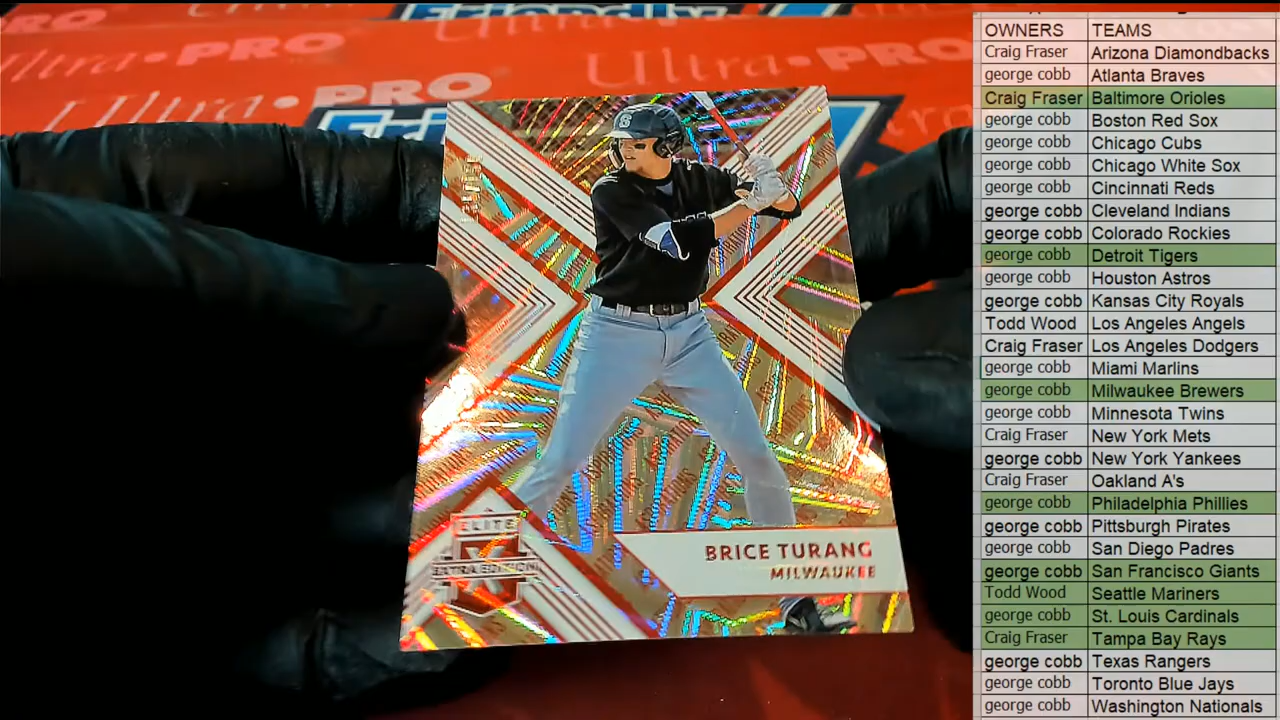 Friendly
Ultra•PRO
Ultra•PRO
Ultra•PRO
BRICE TURANG
MILWAUKEE
ELITE
EXTRA EDITION
OWNERS TEAMS
Craig Fraser Arizona Diamondbacks
george cobb Atlanta Braves
Craig Fraser Baltimore Orioles
george cobb Boston Red Sox
george cobb Chicago Cubs
george cobb Chicago White Sox
george cobb Cincinnati Reds
george cobb Cleveland Indians
george cobb Colorado Rockies
george cobb Detroit Tigers
george cobb Houston Astros
george cobb Kansas City Royals
Todd Wood Los Angeles Angels
Craig Fraser Los Angeles Dodgers
george cobb Miami Marlins
george cobb Milwaukee Brewers
george cobb Minnesota Twins
Craig Fraser New York Mets
george cobb New York Yankees
Craig Fraser Oakland A's
george cobb Philadelphia Phillies
george cobb Pittsburgh Pirates
george cobb San Diego Padres
george cobb San Francisco Giants
Todd Wood Seattle Mariners
george cobb St. Louis Cardinals
Craig Fraser Tampa Bay Rays
george cobb Texas Rangers
george cobb Toronto Blue Jays
george cobb Washington Nationals